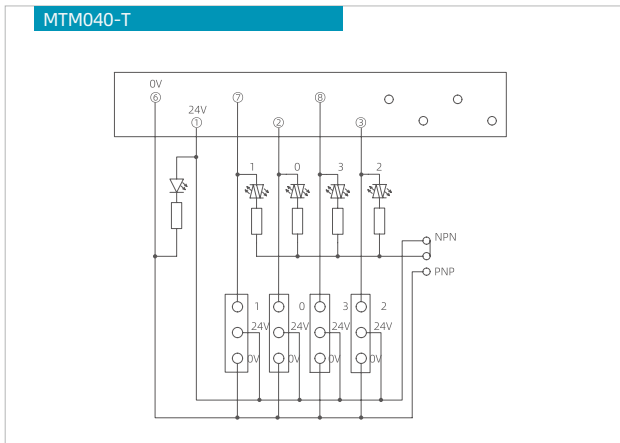 MTM040-T
0V
⑥ ⑦ ⑧
24V
① ② ③
1 0 3 2
NPN
PNP
1 0 3 2
24V 24V 24V 24V
0V 0V 0V 0V